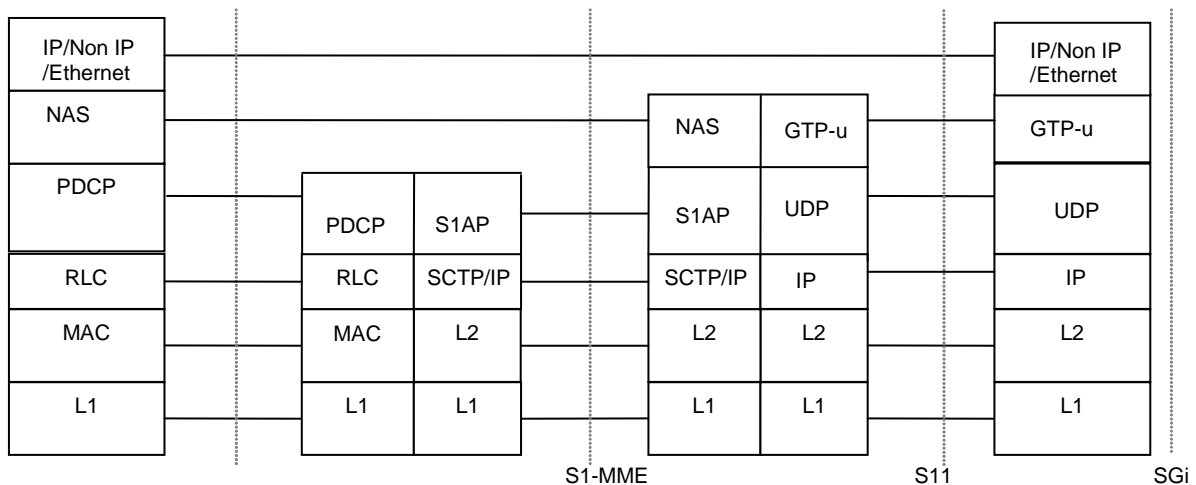 IP/Non IP
/Ethernet
NAS
PDCP
RLC
MAC
L1
PDCP
S1AP
RLC
SCTP/IP
MAC
L2
L1
L1
NAS
GTP-u
S1AP
UDP
SCTP/IP
IP
L2
L2
L1
L1
IP/Non IP
/Ethernet
GTP-u
UDP
IP
L2
L1
S1-MME
S11
SGi